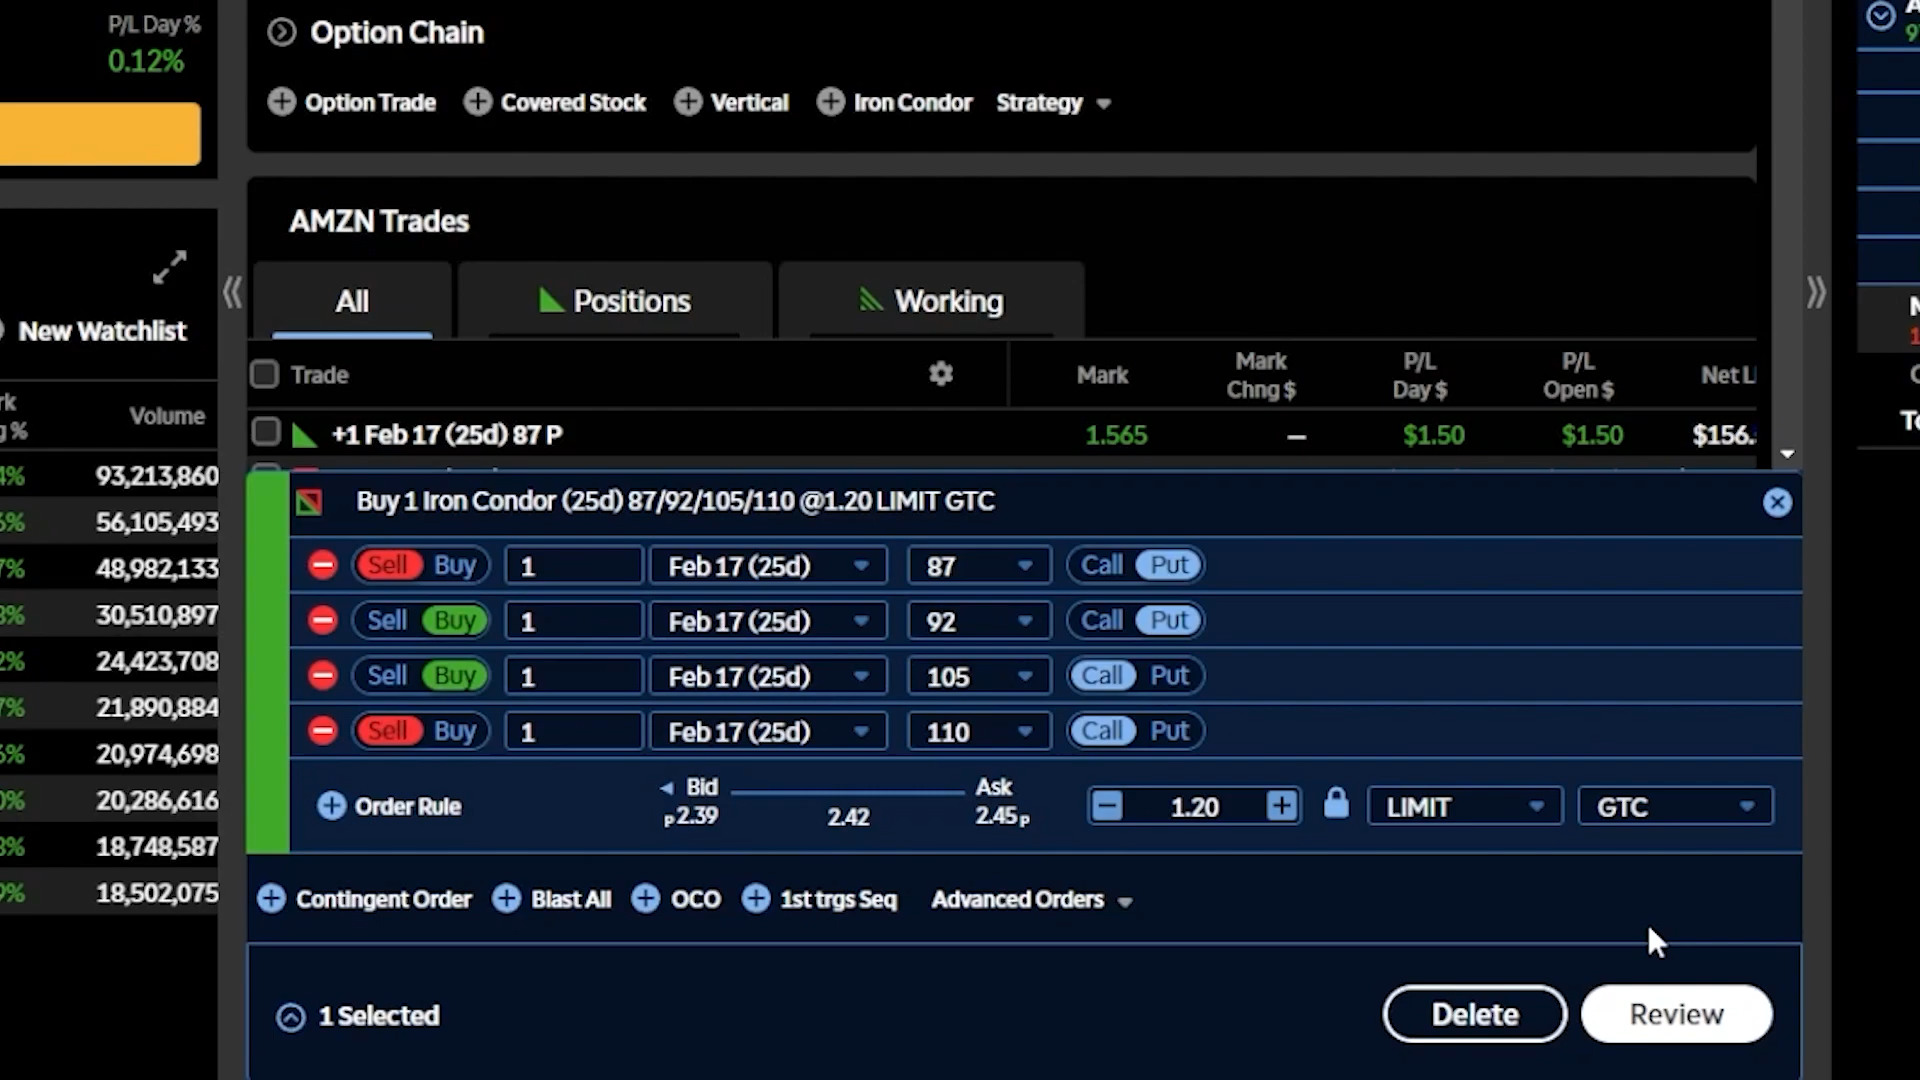 P/L Day %
0.12%
Option Chain
Option Trade Covered Stock Vertical Iron Condor Strategy
AMZN Trades
All Positions Working
New Watchlist
Trade Mark Mark Chng $ P/L Day $ P/L Open $
Volume
+1 Feb 17 (25d) 87 P 1.565 — $1.50 $1.50 $156.
93,213,860
56,105,493
48,982,133
30,510,897
24,423,708
21,890,884
20,974,698
20,286,616
18,748,587
18,502,075
Buy 1 Iron Condor (25d) 87/92/105/110 @1.20 LIMIT GTC
Sell Buy 1 Feb 17 (25d) 87 Call Put
Sell Buy 1 Feb 17 (25d) 92 Call Put
Sell Buy 1 Feb 17 (25d) 105 Call Put
Sell Buy 1 Feb 17 (25d) 110 Call Put
Order Rule Bid Ask 1.20 LIMIT GTC
p 2.39 2.42 2.45 p
Contingent Order Blast All OCO 1st trgs Seq Advanced Orders
1 Selected Delete Review